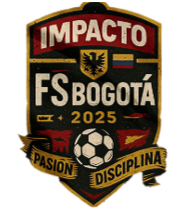 IMPACTO
FS BOGOTÁ
2025
PASIÓN
DISCIPLINA